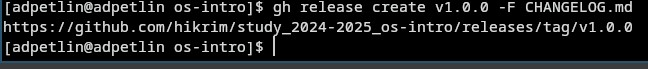 [adpetlin@adpetlin os-intro]$ gh release create v1.0.0 -F CHANGELOG.md
https://github.com/hikrim/study_2024-2025_os-intro/releases/tag/v1.0.0
[adpetlin@adpetlin os-intro]$